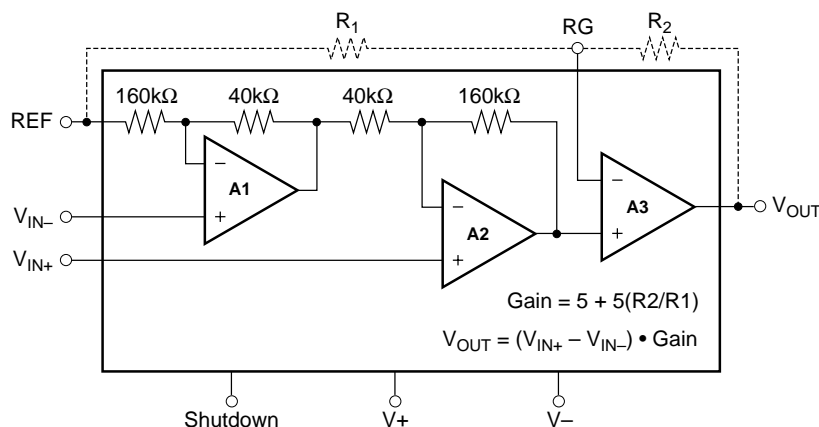 R1
RG
R2
160kΩ
40kΩ
40kΩ
160kΩ
REF
−
A1
+
VIN–
−
A2
+
−
A3
+
VOUT
VIN+
Gain = 5 + 5(R2/R1)
VOUT = (VIN+ – VIN–) • Gain
Shutdown
V+
V–